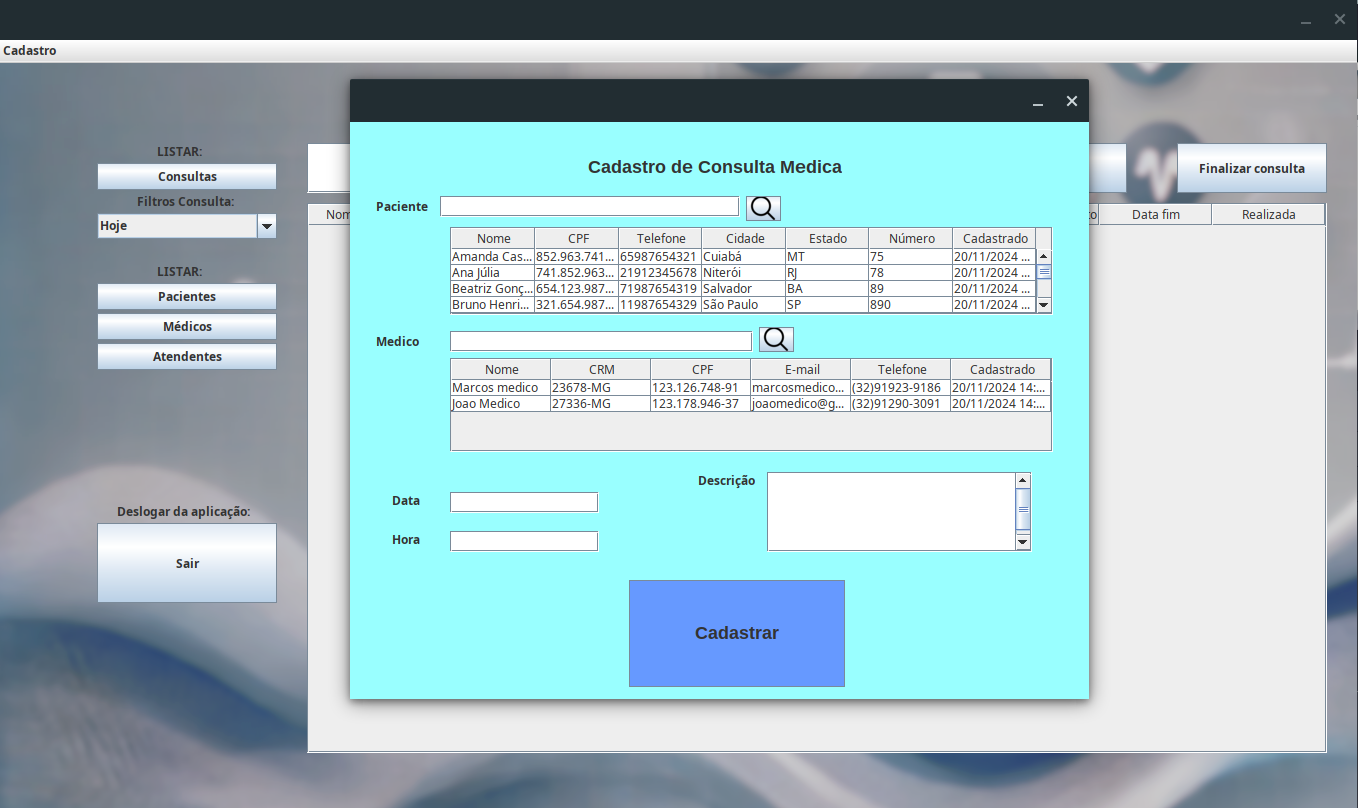 Cadastro
LISTAR:
Consultas
Filtros Consulta:
Hoje
LISTAR:
Pacientes
Médicos
Atendentes
Deslogar da aplicação:
Sair
Finalizar consulta
Data fim Realizada
Cadastro de Consulta Medica
Paciente
Nome CPF Telefone Cidade Estado Número Cadastrado
Amanda Cas... 852.963.741... 65987654321 Cuiabá MT 75 20/11/2024 ...
Ana Júlia 741.852.963... 21912345678 Niterói RJ 78 20/11/2024 ...
Beatriz Gonç... 654.123.987... 71987654319 Salvador BA 89 20/11/2024 ...
Bruno Henri... 321.654.987... 11987654329 São Paulo SP 890 20/11/2024 ...
Medico
Nome CRM CPF E-mail Telefone Cadastrado
Marcos medico 23678-MG 123.126.748-91 marcosmedico... (32)91923-9186 20/11/2024 14:...
Joao Medico 27336-MG 123.178.946-37 joaomedico@g... (32)91290-3091 20/11/2024 14:...
Descrição
Data
Hora
Cadastrar